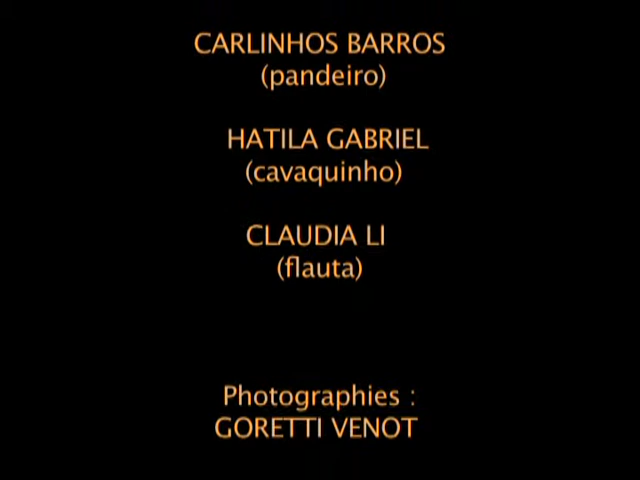 CARLINHOS BARROS
(pandeiro)
HATILA GABRIEL
(cavaquinho)
CLAUDIA LI
(flauta)
Photographies :
GORETTI VENOT